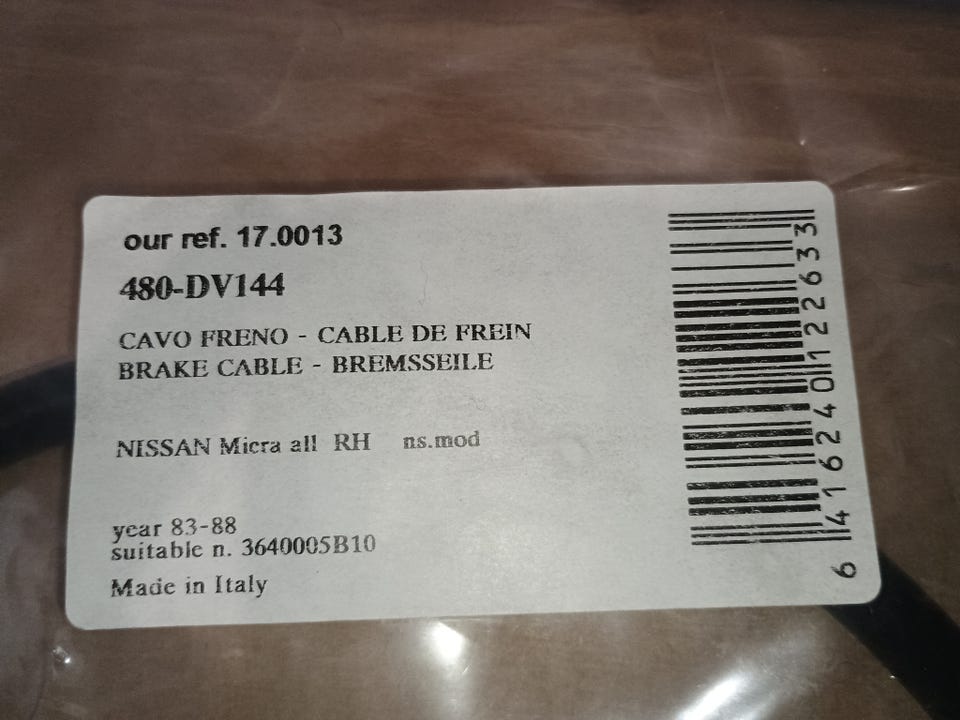 our ref. 17.0013
480-DV144
CAVO FRENO - CABLE DE FREIN
BRAKE CABLE - BREMSSEILE
NISSAN Micra all RH ns.mod
year 83-88
suitable n. 3640005B10
Made in Italy
6 416240 122633